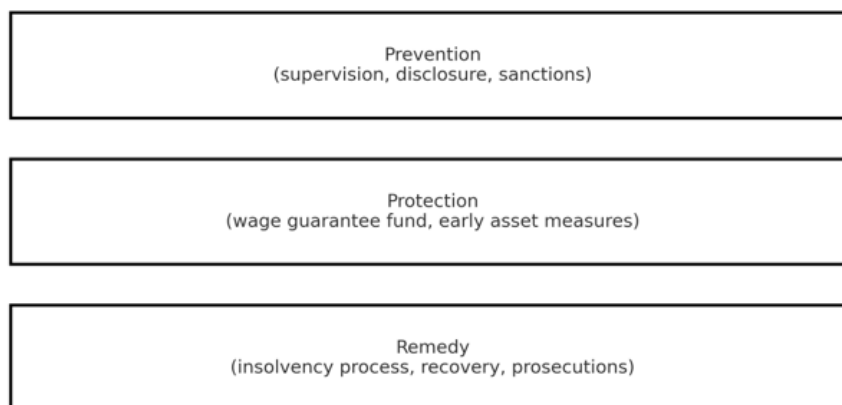 Prevention
(supervision, disclosure, sanctions)
Protection
(wage guarantee fund, early asset measures)
Remedy
(insolvency process, recovery, prosecutions)